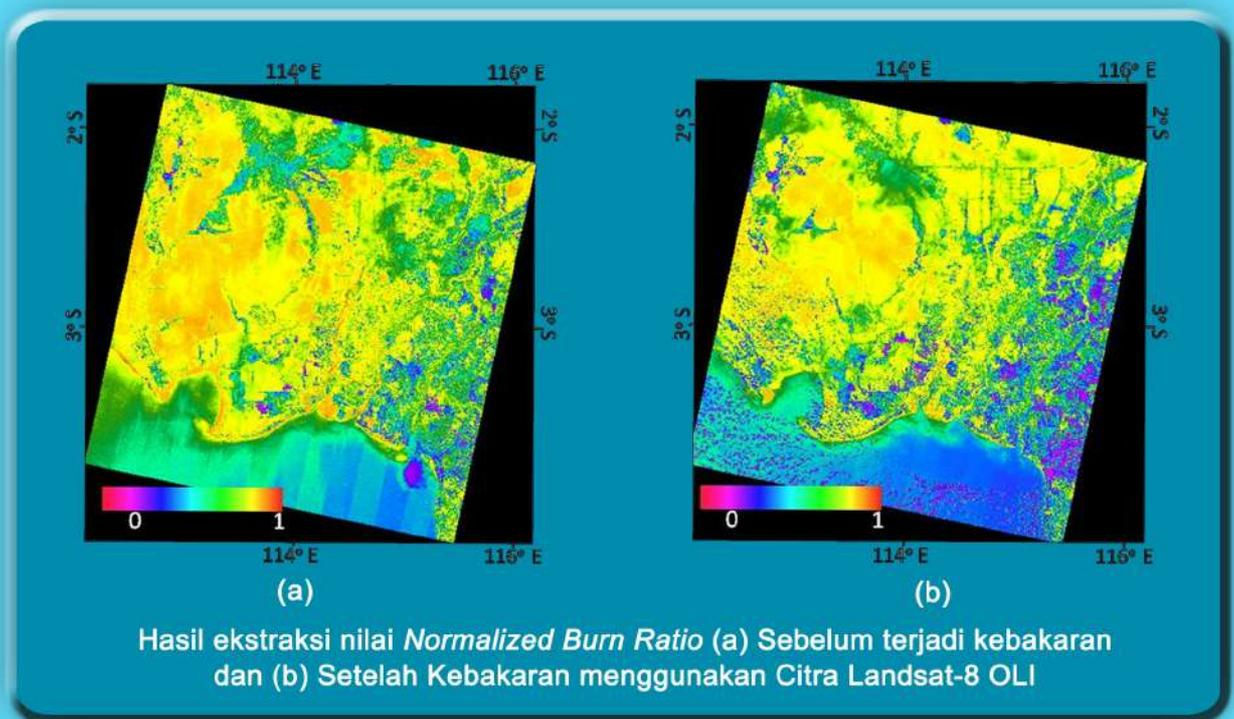 114° E 116° E
2° S
3° S
2° S
3° S
0 1
114° E 116° E
(a)
114° E 116° E
2° S
3° S
2° S
3° S
0 1
114° E 116° E
(b)
Hasil ekstraksi nilai Normalized Burn Ratio (a) Sebelum terjadi kebakaran
dan (b) Setelah Kebakaran menggunakan Citra Landsat-8 OLI